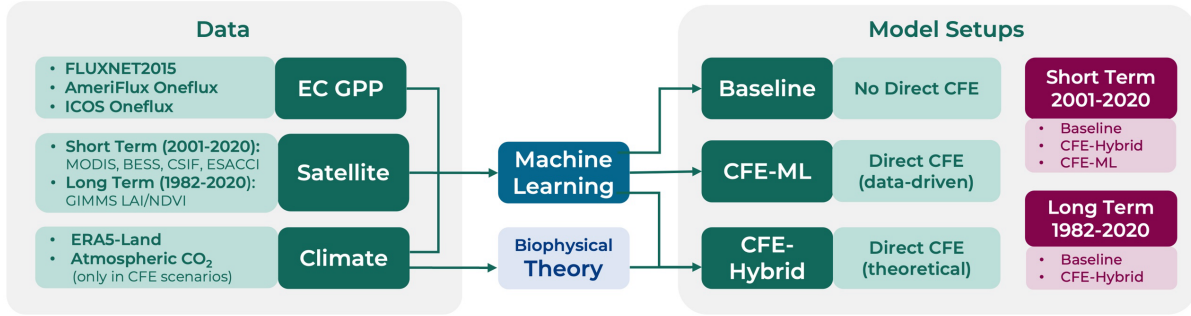 Data
• FLUXNET2015
• AmeriFlux Oneflux
• ICOS Oneflux
EC GPP
• Short Term (2001-2020):
MODIS, BESS, CSIF, ESACCI
• Long Term (1982-2020):
GIMMS LAI/NDVI
Satellite
• ERA5-Land
• Atmospheric CO₂
(only in CFE scenarios)
Climate
Machine
Learning
Biophysical
Theory
Model Setups
Baseline
No Direct CFE
CFE-ML
Direct CFE
(data-driven)
CFE-
Hybrid
Direct CFE
(theoretical)
Short Term
2001-2020
• Baseline
• CFE-Hybrid
• CFE-ML
Long Term
1982-2020
• Baseline
• CFE-Hybrid